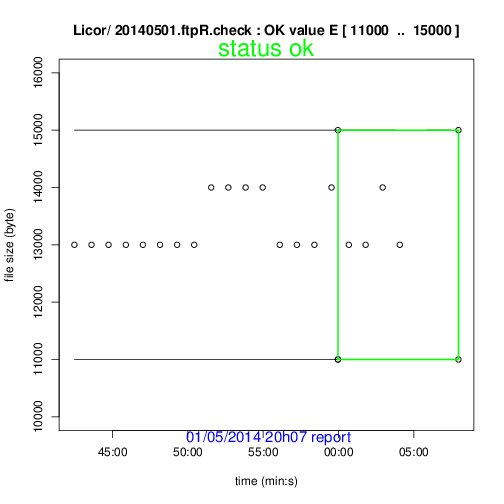 Licor/ 20140501.ftpR.check : OK value E [ 11000 .. 15000 ]
status ok
file size (byte)
16000
15000
14000
13000
12000
11000
10000
01/05/2014 20h07 report
45:00 50:00 55:00 00:00 05:00
time (min:s)